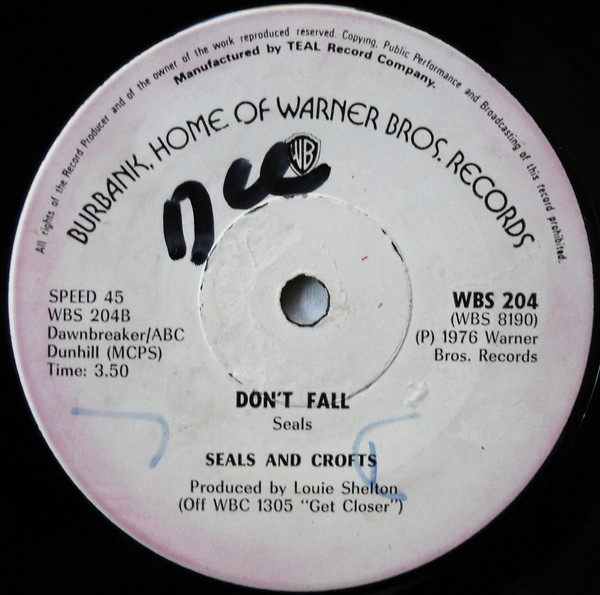 All rights of the Record Producer and of the owner of the work reproduced reserved. Copying, Public Performance and Broadcasting of this record prohibited.
Manufactured by TEAL Record Company.
BURBANK, HOME OF WARNER BROS. RECORDS
WB
SPEED 45
WBS 204B
Dawnbreaker/ABC
Dunhill (MCPS)
Time: 3.50
WBS 204
(WBS 8190)
(P) 1976 Warner
Bros. Records
DON'T FALL
Seals
SEALS AND CROFTS
Produced by Louie Shelton
(Off WBC 1305 "Get Closer")